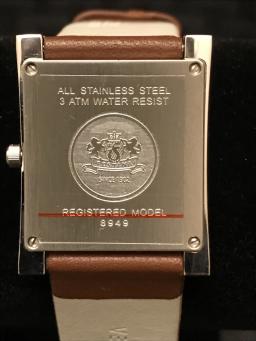 ALL STAINLESS STEEL
3 ATM WATER RESIST
REGISTERED MODEL
8949